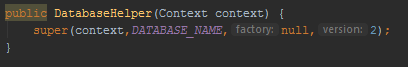 public DatabaseHelper(Context context) {
super(context,DATABASE_NAME, factory: null, version: 2);
}